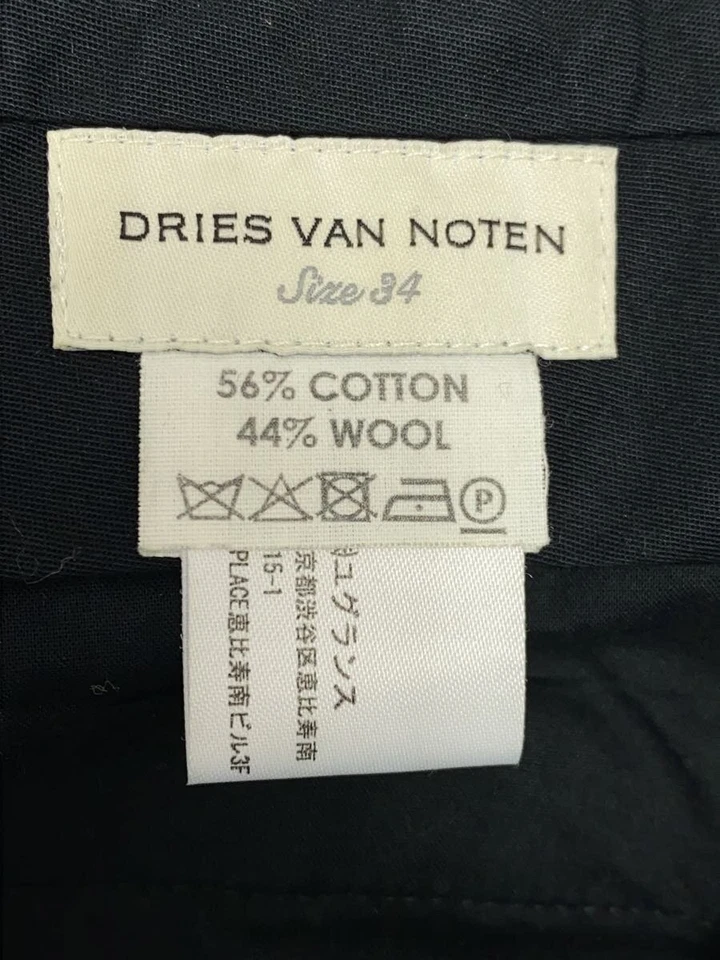 DRIES VAN NOTEN
Size 34
56% COTTON
44% WOOL
P
ユグランス
京都渋谷区恵比寿南
15-1
PLACE恵比寿南ビル3F